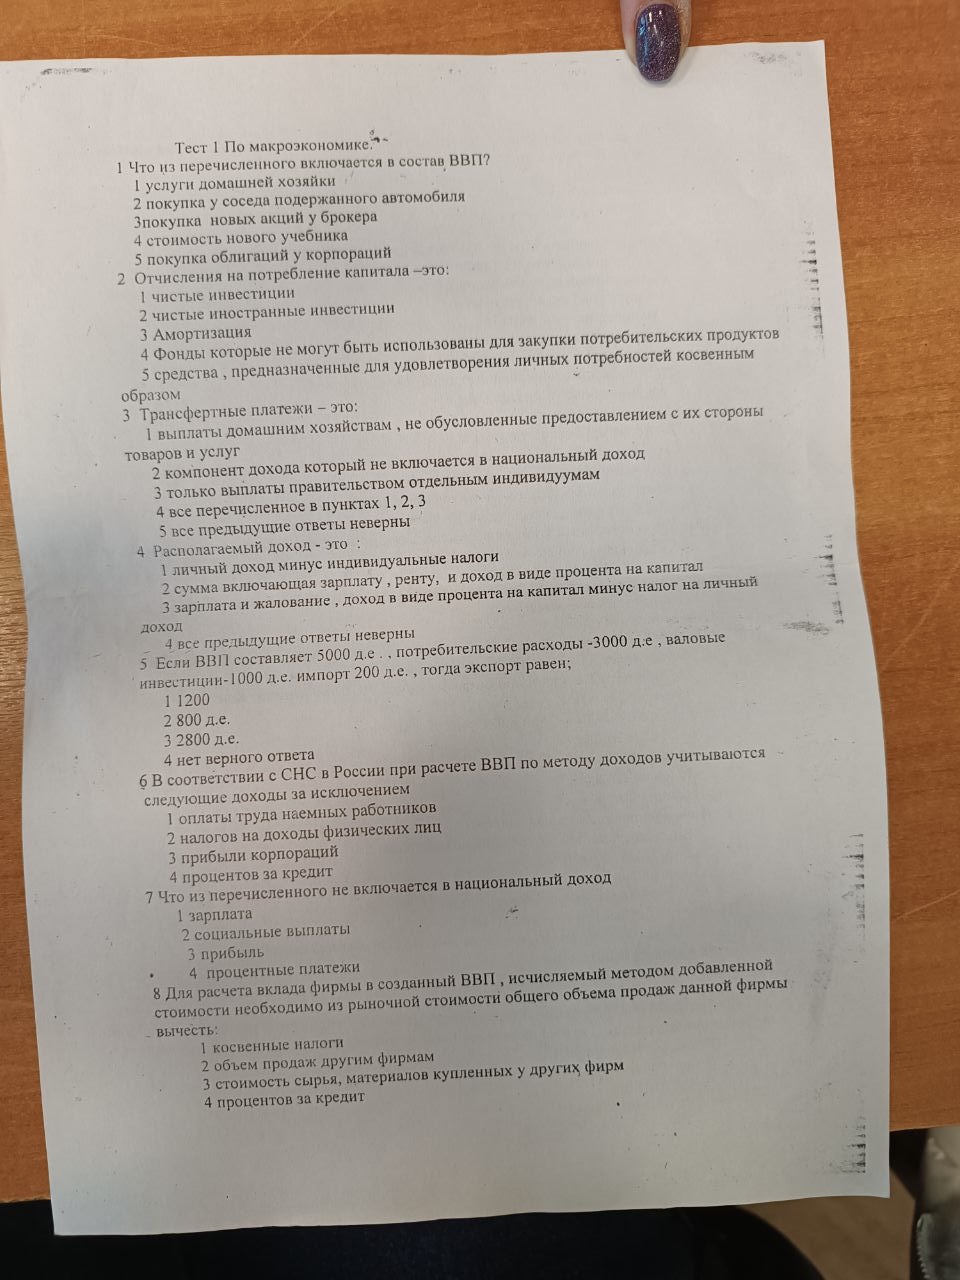 Тест 1 По макроэкономике.
1 Что из перечисленного включается в состав ВВП?
1 услуги домашней хозяйки
2 покупка у соседа подержанного автомобиля
3покупка новых акций у брокера
4 стоимость нового учебника
5 покупка облигаций у корпораций
2 Отчисления на потребление капитала –это:
1 чистые инвестиции
2 чистые иностранные инвестиции
3 Амортизация
4 Фонды которые не могут быть использованы для закупки потребительских продуктов
5 средства , предназначенные для удовлетворения личных потребностей косвенным
образом
3 Трансфертные платежи – это:
1 выплаты домашним хозяйствам , не обусловленные предоставлением с их стороны
товаров и услуг
2 компонент дохода который не включается в национальный доход
3 только выплаты правительством отдельным индивидуумам
4 все перечисленное в пунктах 1, 2, 3
5 все предыдущие ответы неверны
4 Располагаемый доход - это :
1 личный доход минус индивидуальные налоги
2 сумма включающая зарплату , ренту, и доход в виде процента на капитал
3 зарплата и жалование , доход в виде процента на капитал минус налог на личный
доход
4 все предыдущие ответы неверны
5 Если ВВП составляет 5000 д.е . , потребительские расходы -3000 д.е , валовые
инвестиции-1000 д.е. импорт 200 д.е. , тогда экспорт равен;
1 1200
2 800 д.е.
3 2800 д.е.
4 нет верного ответа
6 В соответствии с СНС в России при расчете ВВП по методу доходов учитываются
следующие доходы за исключением
1 оплаты труда наемных работников
2 налогов на доходы физических лиц
3 прибыли корпораций
4 процентов за кредит
7 Что из перечисленного не включается в национальный доход
1 зарплата
2 социальные выплаты
3 прибыль
4 процентные платежи
8 Для расчета вклада фирмы в созданный ВВП , исчисляемый методом добавленной
стоимости необходимо из рыночной стоимости общего объема продаж данной фирмы
вычесть:
1 косвенные налоги
2 объем продаж другим фирмам
3 стоимость сырья, материалов купленных у других фирм
4 процентов за кредит